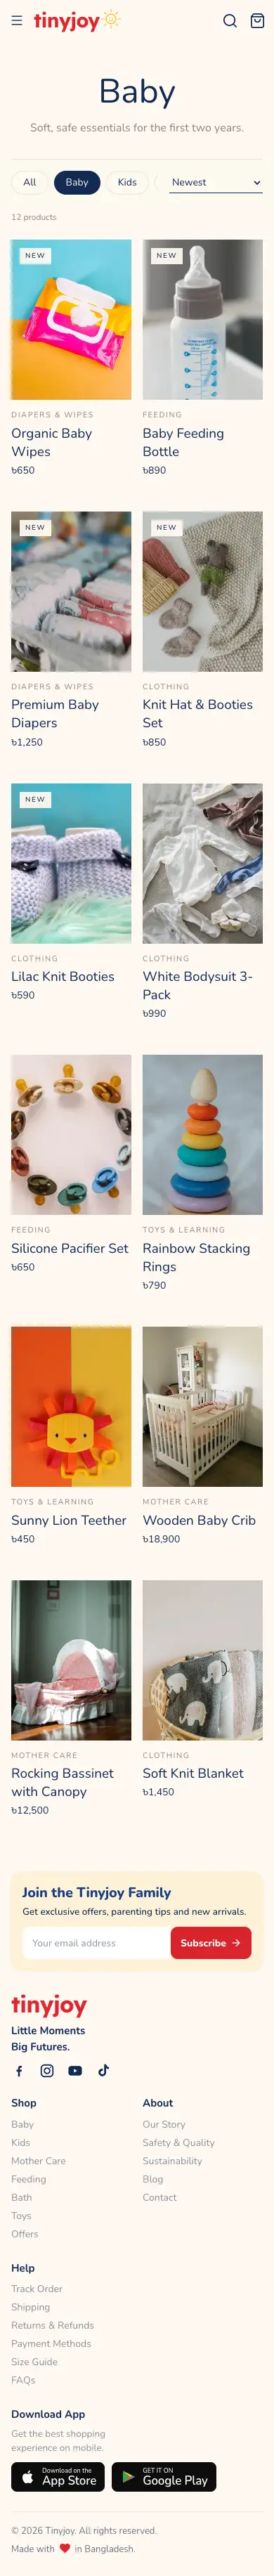 tinyjoy
Baby
Soft, safe essentials for the first two years.
All Baby Kids Newest
12 products
NEW NEW
DIAPERS & WIPES
Organic Baby
Wipes
৳650
FEEDING
Baby Feeding
Bottle
৳890
NEW NEW
DIAPERS & WIPES
Premium Baby
Diapers
৳1,250
CLOTHING
Knit Hat & Booties
Set
৳850
NEW
CLOTHING
Lilac Knit Booties
৳590
CLOTHING
White Bodysuit 3-
Pack
৳990
FEEDING
Silicone Pacifier Set
৳650
TOYS & LEARNING
Rainbow Stacking
Rings
৳790
TOYS & LEARNING
Sunny Lion Teether
৳450
MOTHER CARE
Wooden Baby Crib
৳18,900
MOTHER CARE
Rocking Bassinet
with Canopy
৳12,500
CLOTHING
Soft Knit Blanket
৳1,450
Join the Tinyjoy Family
Get exclusive offers, parenting tips and new arrivals.
Your email address Subscribe →
tinyjoy
Little Moments
Big Futures.
Shop
Baby
Kids
Mother Care
Feeding
Bath
Toys
Offers
About
Our Story
Safety & Quality
Sustainability
Blog
Contact
Help
Track Order
Shipping
Returns & Refunds
Payment Methods
Size Guide
FAQs
Download App
Get the best shopping
experience on mobile.
Download on the
App Store
GET IT ON
Google Play
© 2026 Tinyjoy. All rights reserved.
Made with ❤️ in Bangladesh.